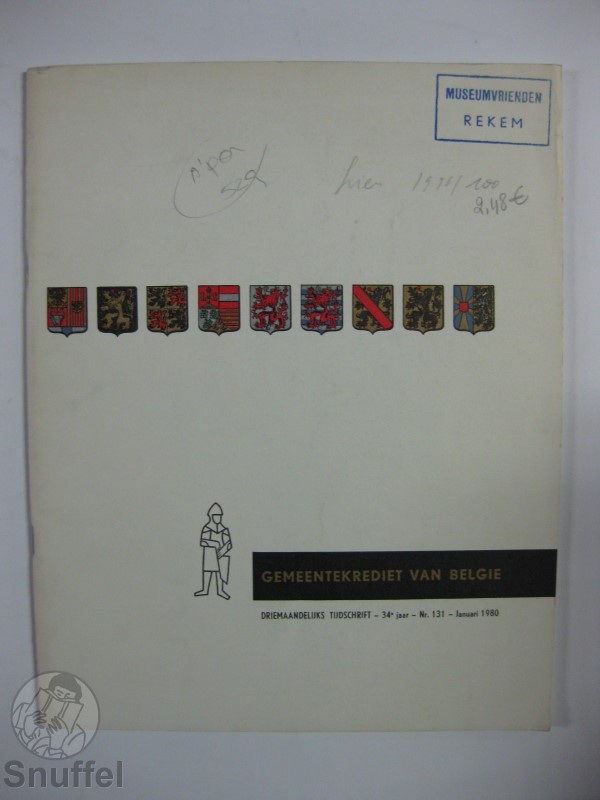 MUSEUMVRIENDEN
REKEM
2,48€
GEMEENTEKREDIET VAN BELGIE
DRIEMAANDELIJKS TIJDSCHRIFT – 34e jaar – Nr. 131 – Januari 1980
Snuffel